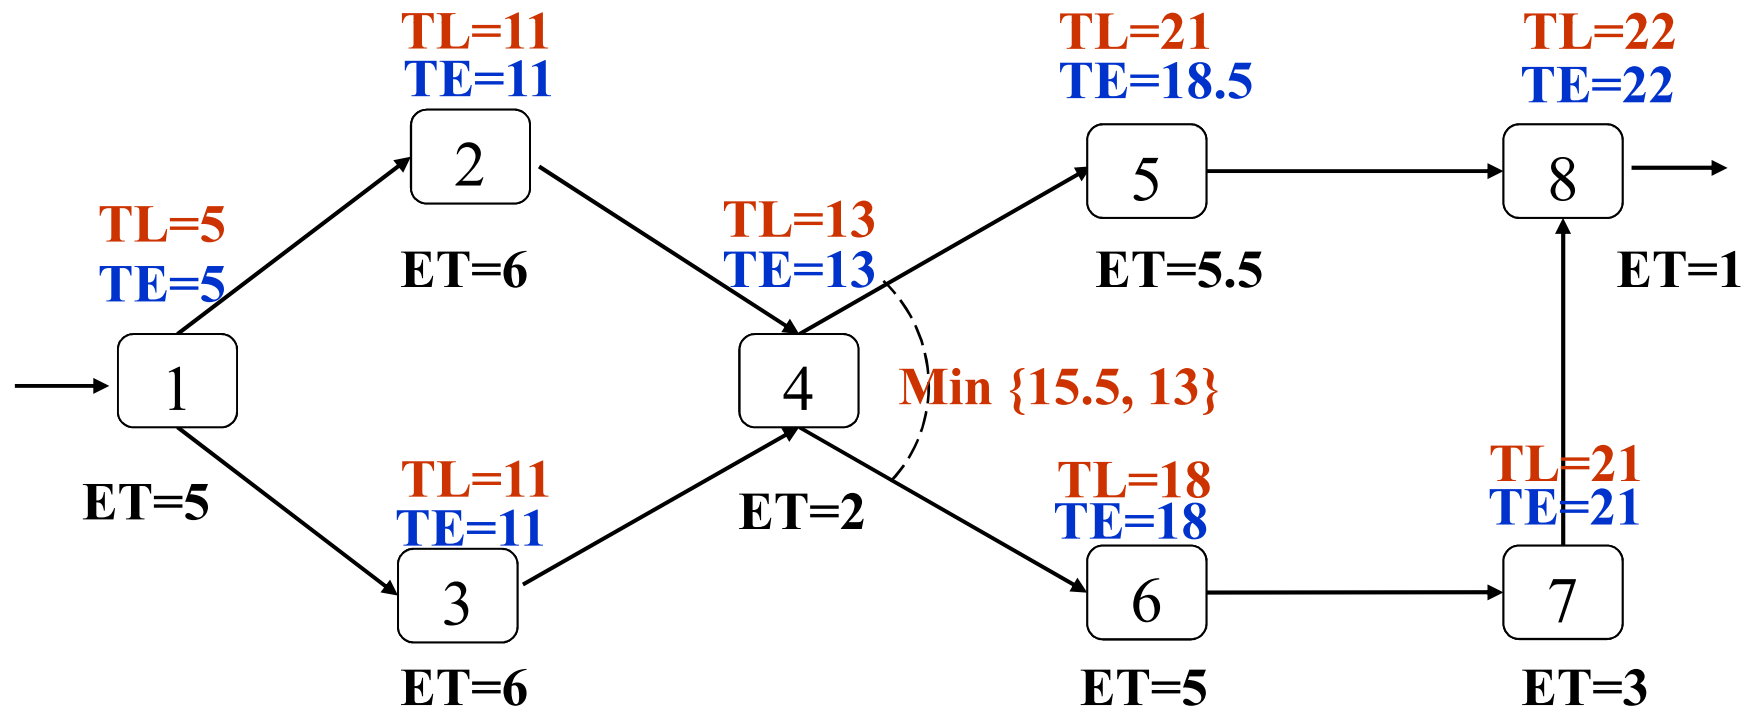 TL=11
TE=11
2
ET=6
TL=21
TE=18.5
5
ET=5.5
TL=22
TE=22
8
ET=1
TL=5
TE=5
1
ET=5
TL=13
TE=13
4
ET=2
Min {15.5, 13}
TL=11
TE=11
3
ET=6
TL=18
TE=18
6
ET=5
TL=21
TE=21
7
ET=3